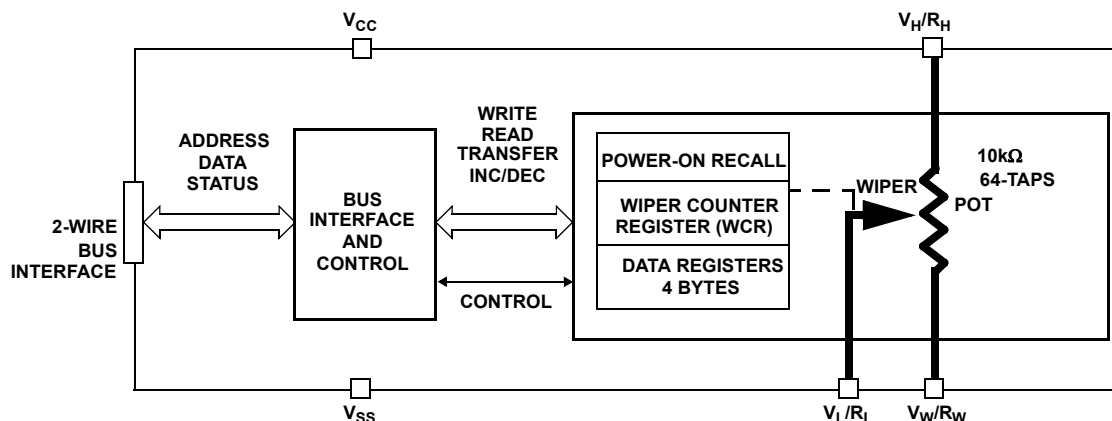 VCC
VH/RH
ADDRESS
DATA
STATUS
WRITE
READ
TRANSFER
INC/DEC
2-WIRE
BUS
INTERFACE
BUS
INTERFACE
AND
CONTROL
CONTROL
POWER-ON RECALL
WIPER COUNTER
REGISTER (WCR)
DATA REGISTERS
4 BYTES
WIPER
10kΩ
64-TAPS
POT
VSS
VL/RL
VW/RW